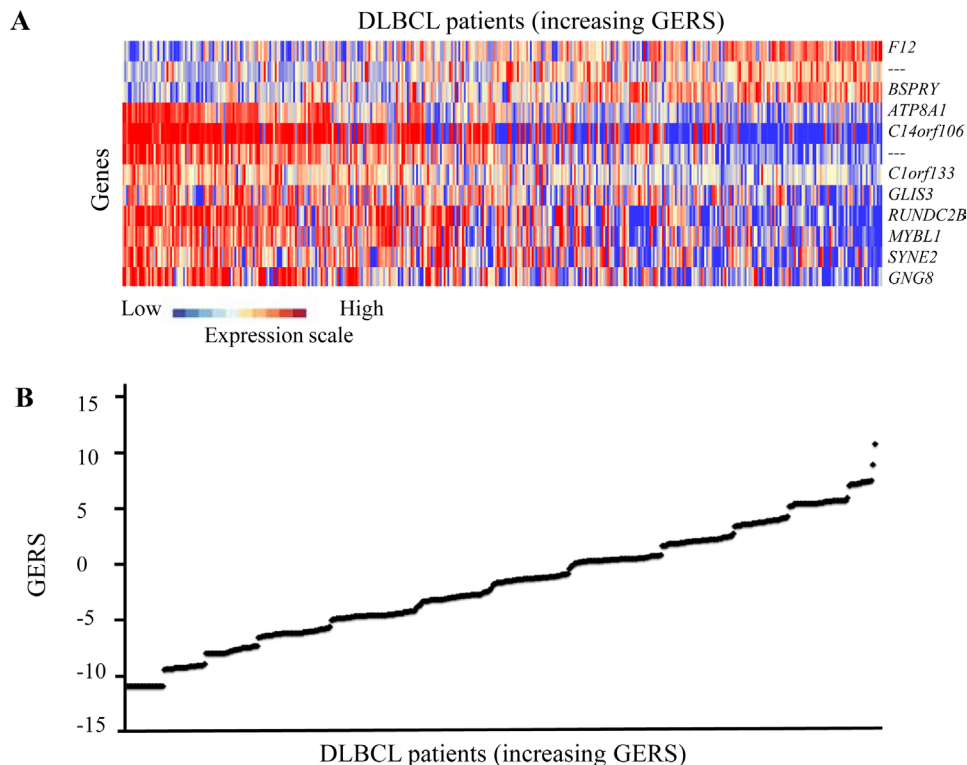 A
DLBCL patients (increasing GERS)
Genes
F12
---
BSPRY
ATP8A1
C14orf106
---
C1orf133
GLIS3
RUNDC2B
MYBL1
SYNE2
GNG8
Low High
Expression scale
B
GERS
15
10
5
0
-5
-10
-15
DLBCL patients (increasing GERS)